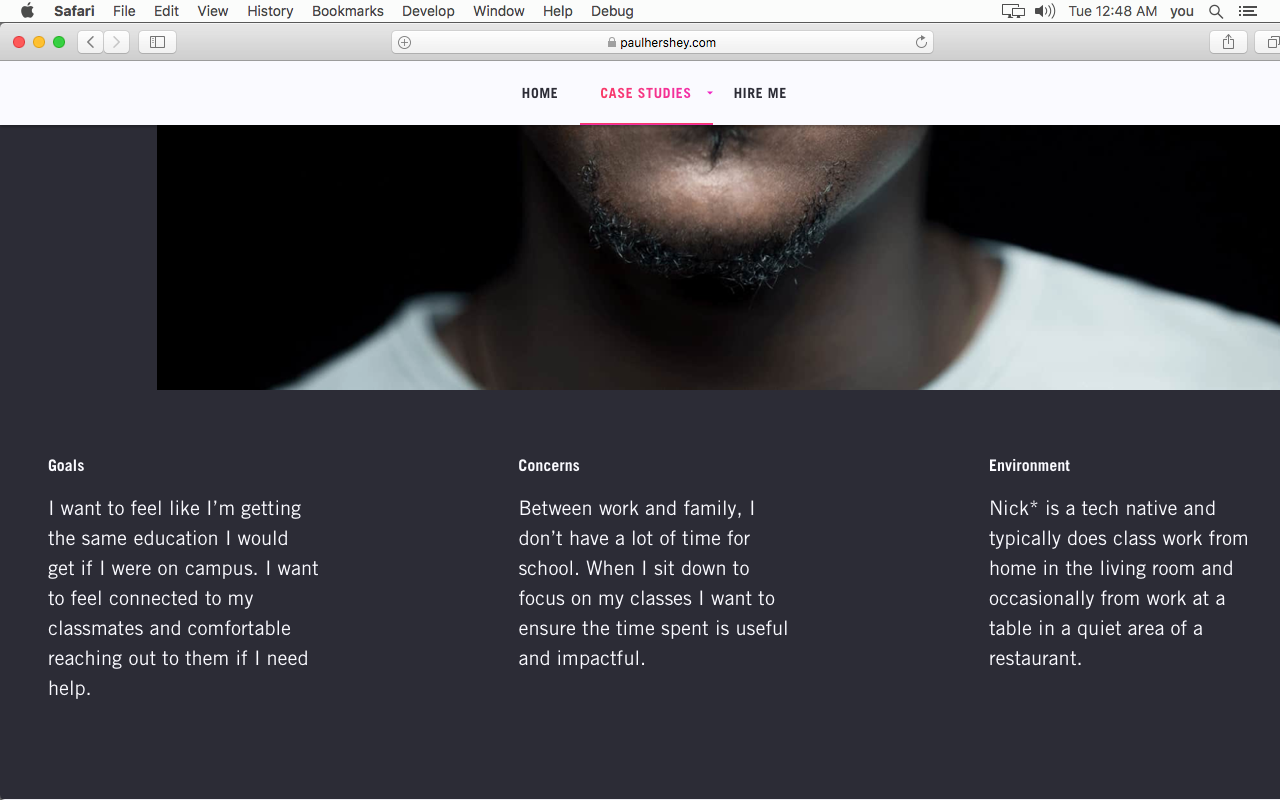 Safari File Edit View History Bookmarks Develop Window Help Debug Tue 12:48 AM you
paulhershey.com
HOME CASE STUDIES HIRE ME
Goals
I want to feel like I’m getting
the same education I would
get if I were on campus. I want
to feel connected to my
classmates and comfortable
reaching out to them if I need
help.
Concerns
Between work and family, I
don’t have a lot of time for
school. When I sit down to
focus on my classes I want to
ensure the time spent is useful
and impactful.
Environment
Nick* is a tech native and
typically does class work from
home in the living room and
occasionally from work at a
table in a quiet area of a
restaurant.